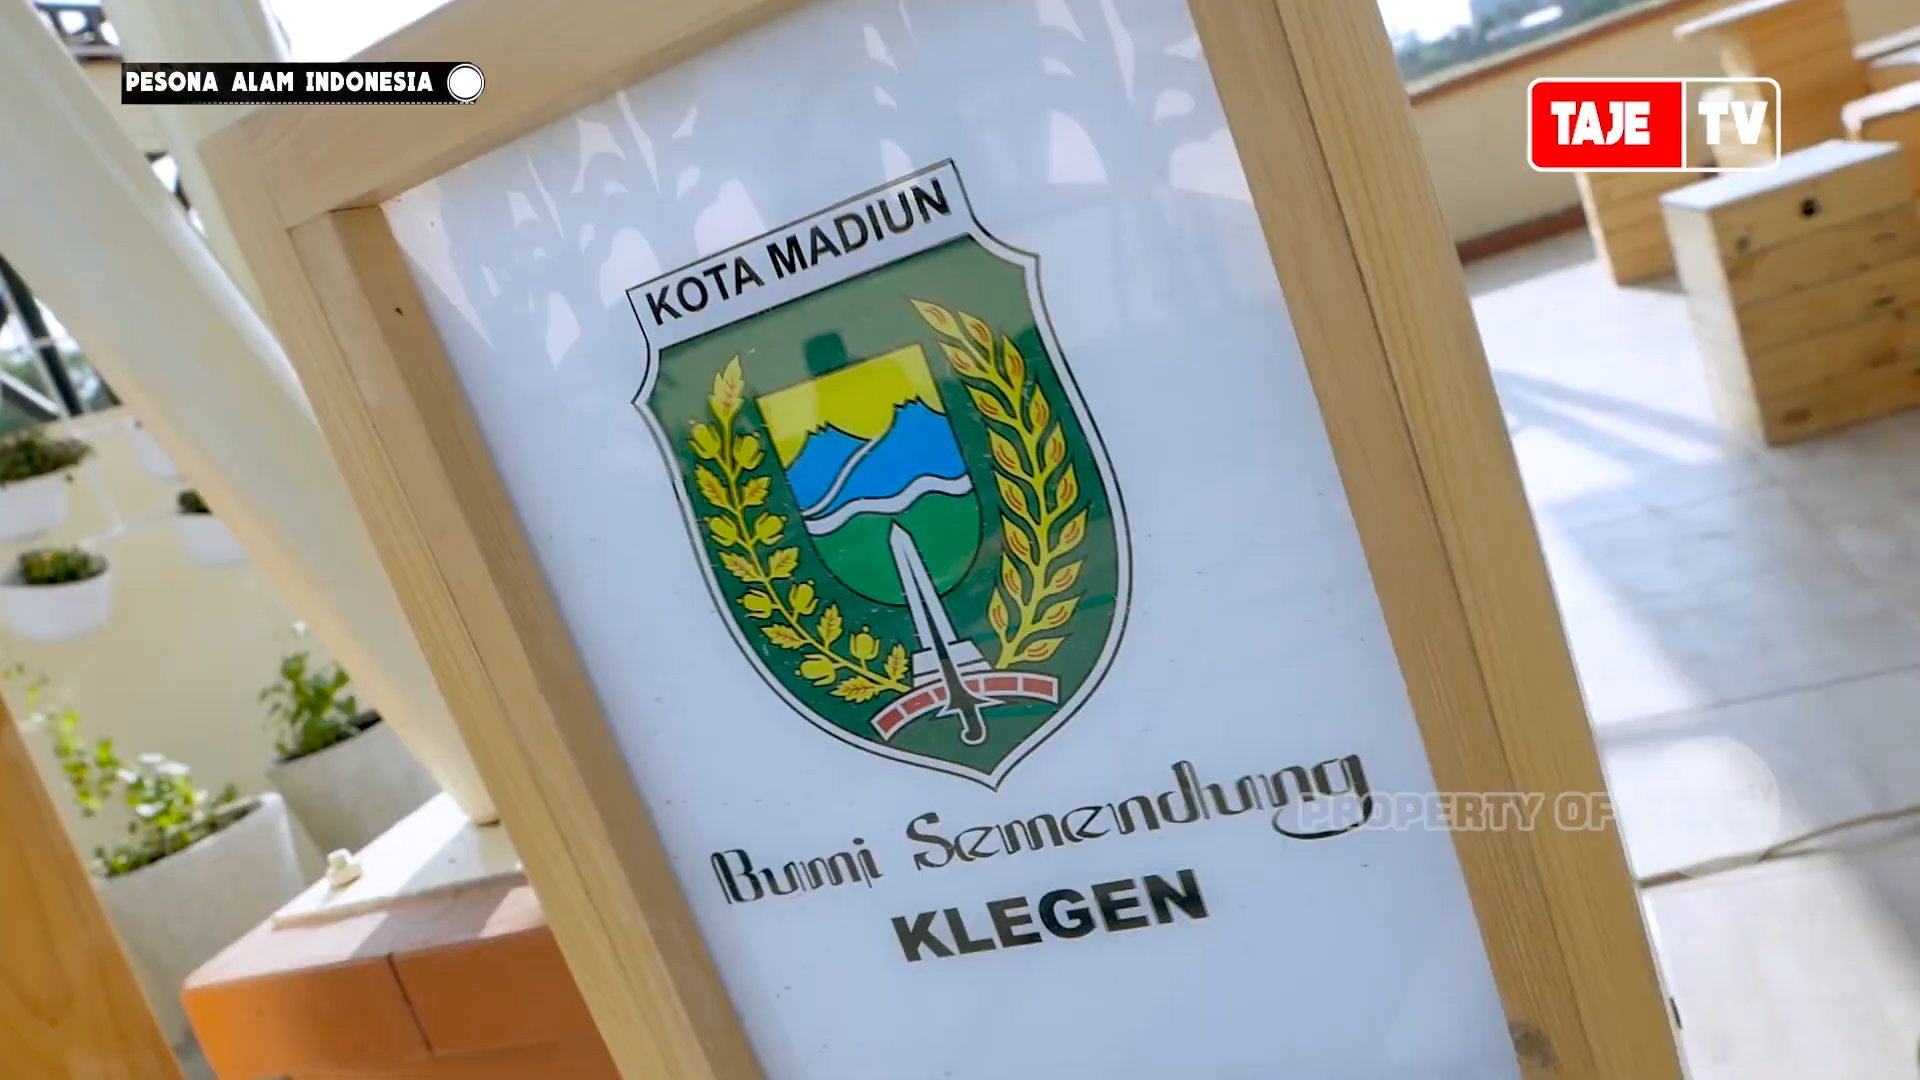 PESONA ALAM INDONESIA
TAJE TV
KOTA MADIUN
Bumi Semendung
PROPERTY OF
KLEGEN